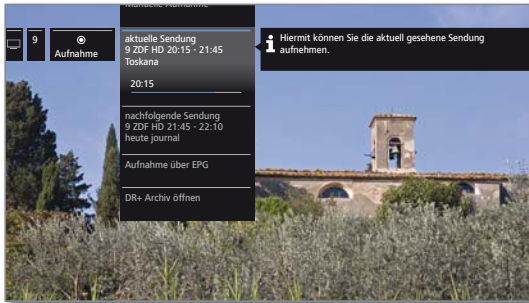 Manuelle Aufnahme
9
Aufnahme
aktuelle Sendung
9 ZDF HD 20:15 - 21:45
Toskana
20:15
nachfolgende Sendung
9 ZDF HD 21:45 - 22:10
heute journal
Aufnahme über EPG
DR+ Archiv öffnen
Hiermit können Sie die aktuell gesehene Sendung
aufnehmen.